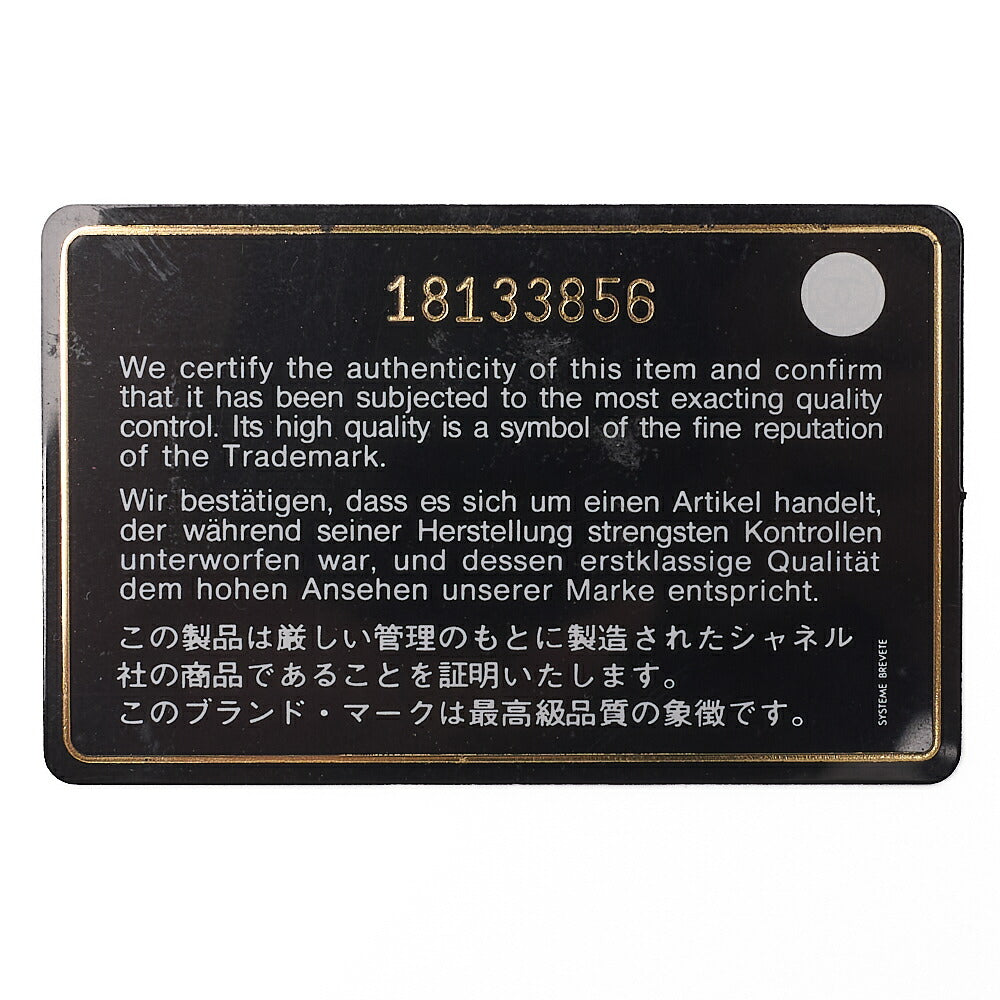 18133856
We certify the authenticity of this item and confirm
that it has been subjected to the most exacting quality
control. Its high quality is a symbol of the fine reputation
of the Trademark.
Wir bestätigen, dass es sich um einen Artikel handelt,
der während seiner Herstellung strengsten Kontrollen
unterworfen war, und dessen erstklassige Qualität
dem hohen Ansehen unserer Marke entspricht.
この製品は厳しい管理のもとに製造されたシャネル
社の商品であることを証明いたします。
このブランド・マークは最高級品質の象徴です。
SYSTEME BREVETE